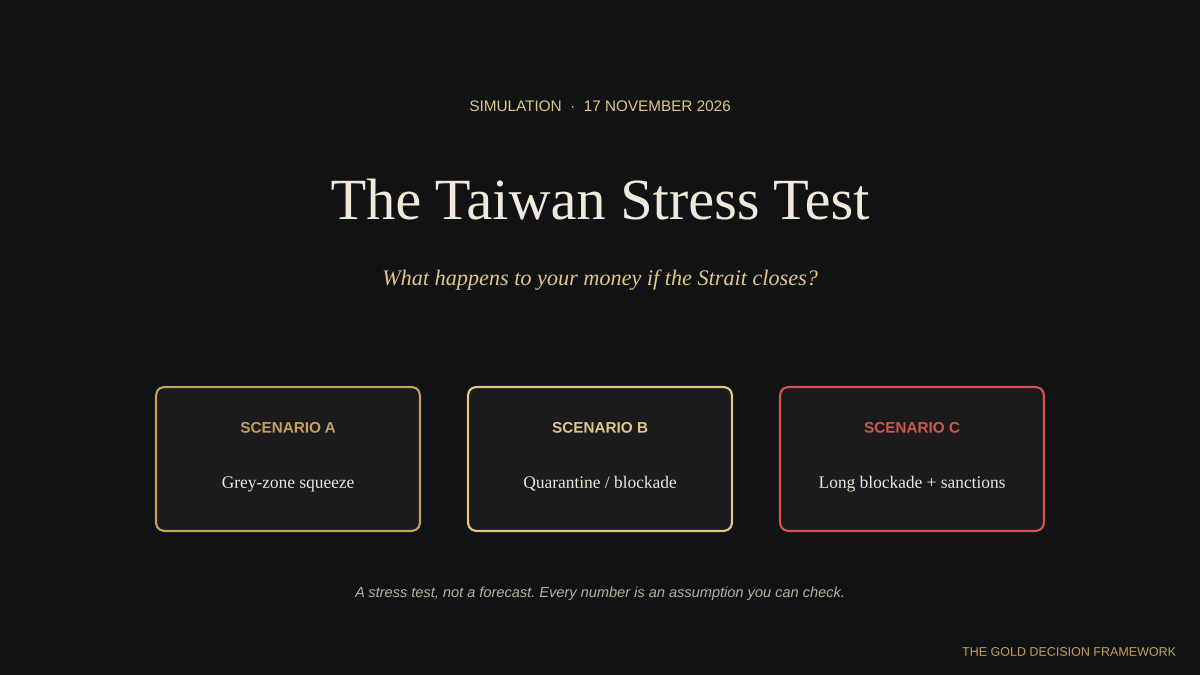 SIMULATION · 17 NOVEMBER 2026
The Taiwan Stress Test
What happens to your money if the Strait closes?
SCENARIO A
Grey-zone squeeze
SCENARIO B
Quarantine / blockade
SCENARIO C
Long blockade + sanctions
A stress test, not a forecast. Every number is an assumption you can check.
THE GOLD DECISION FRAMEWORK